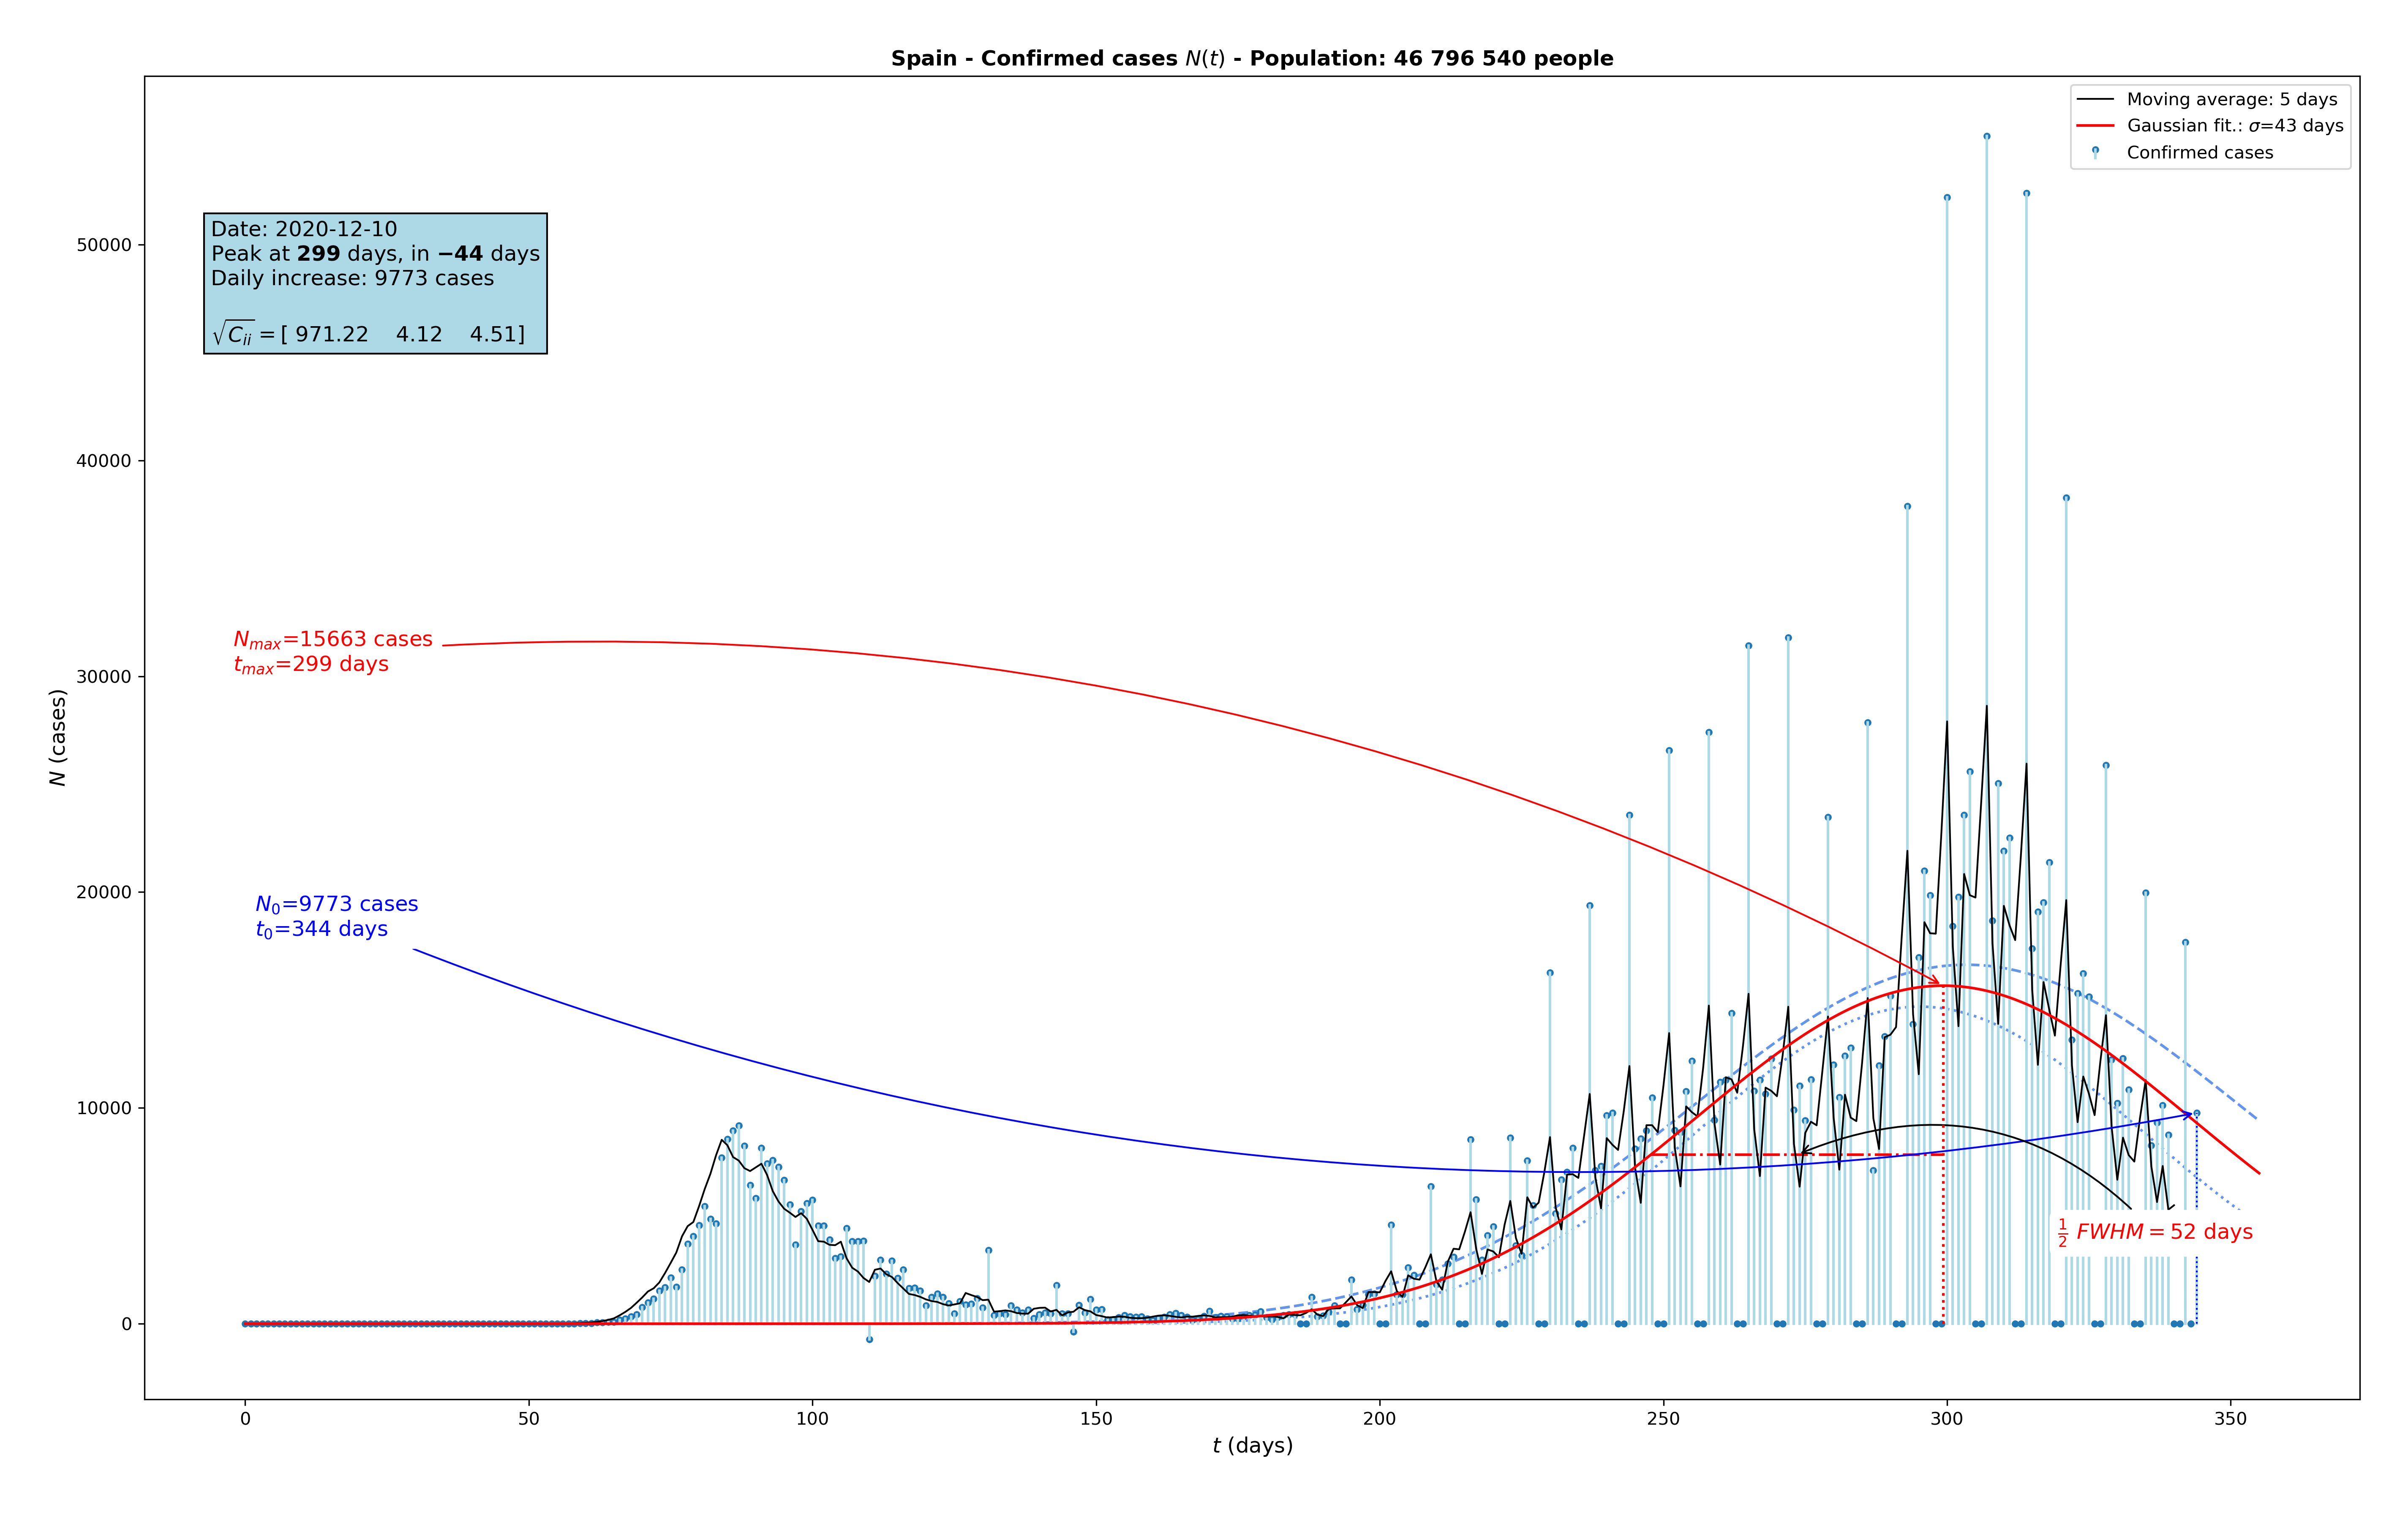 Spain - Confirmed cases N(t) - Population: 46 796 540 people
Moving average: 5 days
Gaussian fit.: σ=43 days
Confirmed cases
Date: 2020-12-10
Peak at 299 days, in −44 days
Daily increase: 9773 cases
√C_ii = [ 971.22 4.12 4.51]
N_max=15663 cases
t_max=299 days
N_0=9773 cases
t_0=344 days
½ FWHM = 52 days
N (cases)
50000
40000
30000
20000
10000
0
0 50 100 150 200 250 300 350
t (days)